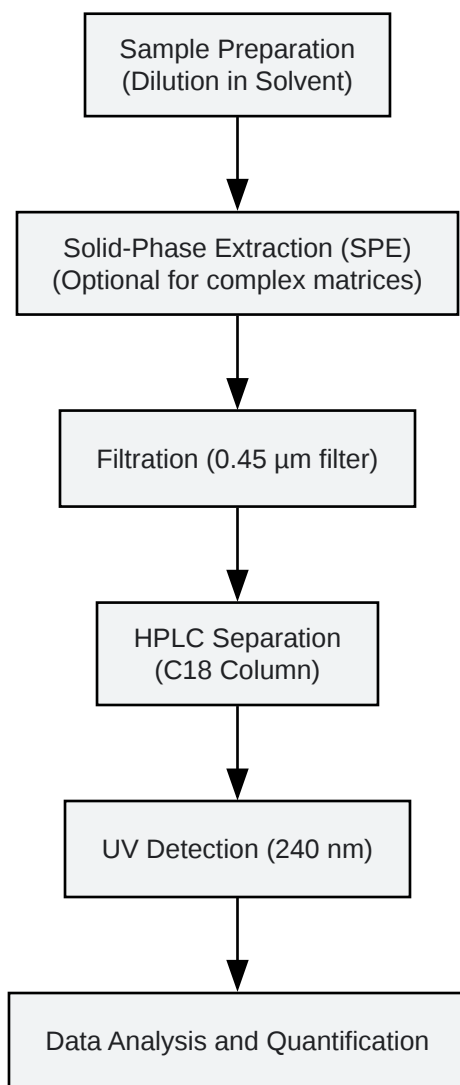 Sample Preparation
(Dilution in Solvent)
Solid-Phase Extraction (SPE)
(Optional for complex matrices)
Filtration (0.45 µm filter)
HPLC Separation
(C18 Column)
UV Detection (240 nm)
Data Analysis and Quantification